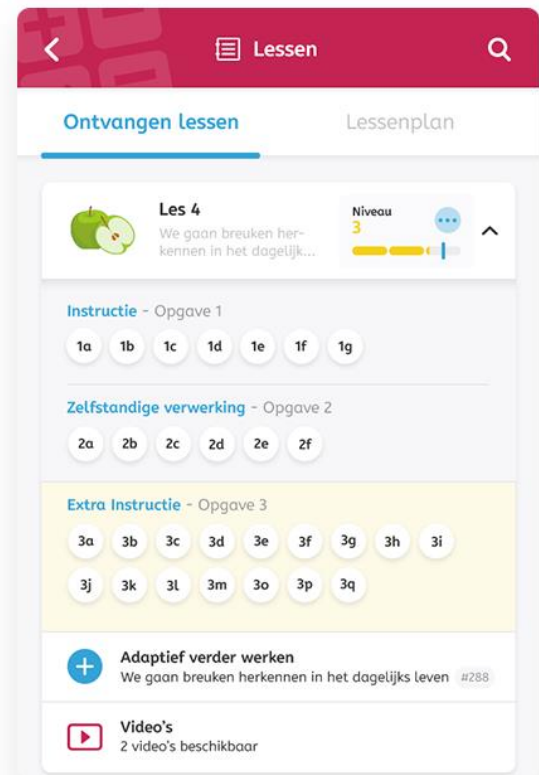 Lessen
Ontvangen lessen Lessenplan
Les 4
We gaan breuken her-
kennen in het dagelijk...
Niveau
3
Instructie - Opgave 1
1a 1b 1c 1d 1e 1f 1g
Zelfstandige verwerking - Opgave 2
2a 2b 2c 2d 2e 2f
Extra Instructie - Opgave 3
3a 3b 3c 3d 3e 3f 3g 3h 3i
3j 3k 3l 3m 3o 3p 3q
Adaptief verder werken
We gaan breuken herkennen in het dagelijks leven #288
Video's
2 video's beschikbaar